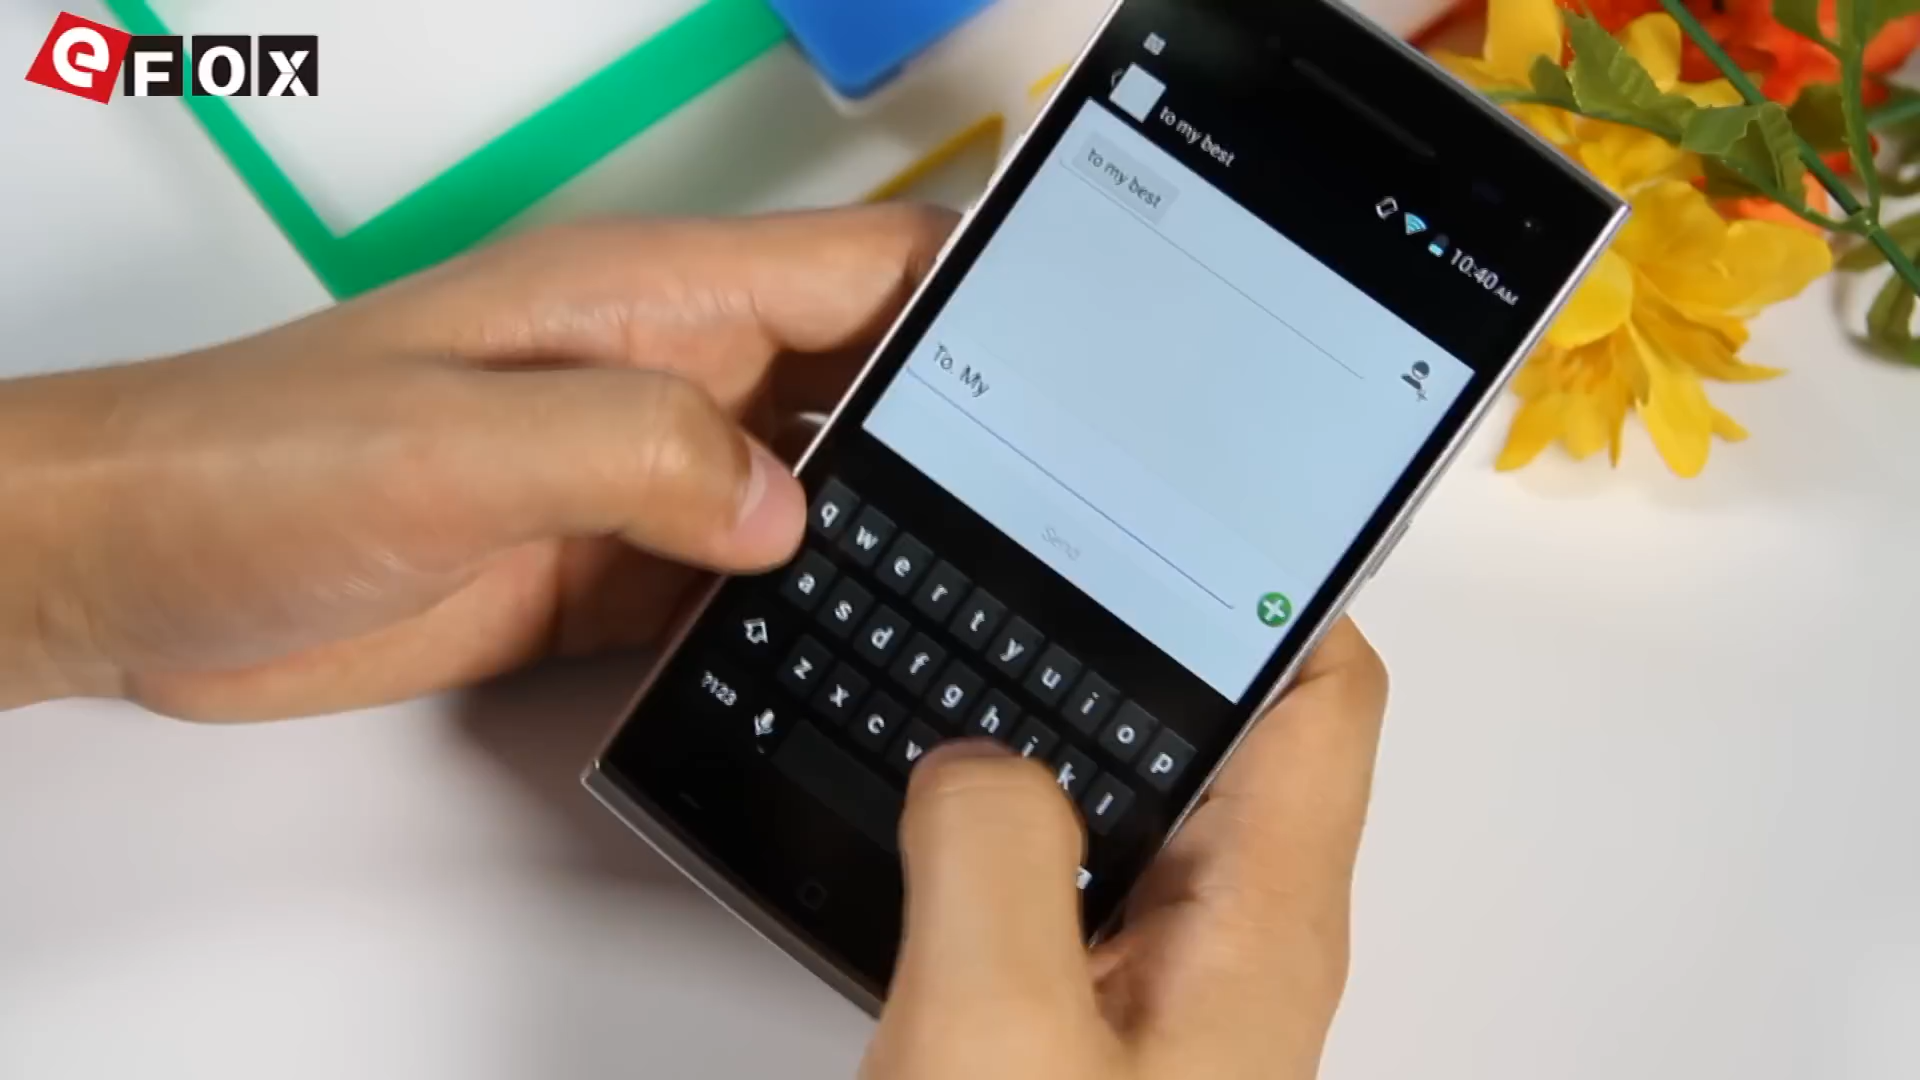 eFOX
to my best
10:40 AM
to my best
To. My
Send
q w e r t y u i o p
a s d f g h j k l
z x c v
?123